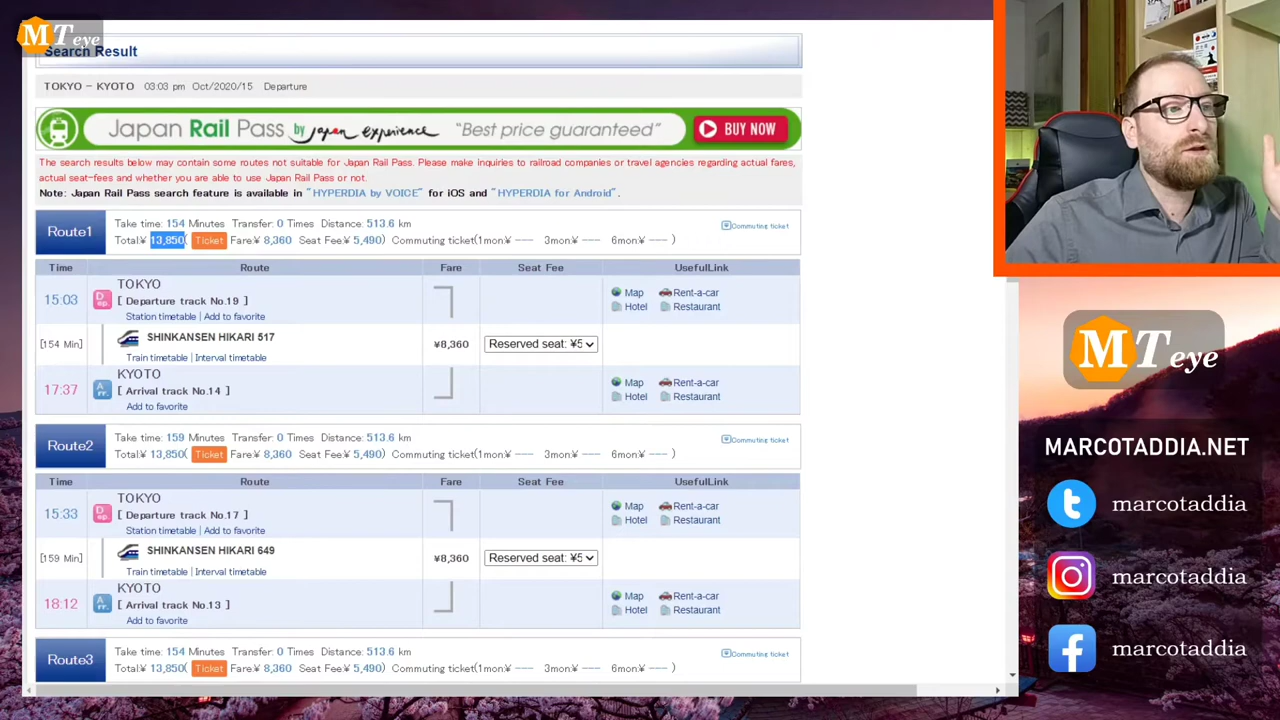 MT eye
Search Result
TOKYO - KYOTO 03:03 pm Oct/2020/15 Departure
Japan Rail Pass by japan experience "Best price guaranteed" BUY NOW
The search results below may contain some routes not suitable for Japan Rail Pass. Please make inquiries to railroad companies or travel agencies regarding actual fares,
actual seat-fees and whether you are able to use Japan Rail Pass or not.
Note: Japan Rail Pass search feature is available in "HYPERDIA by VOICE" for iOS and "HYPERDIA for Android".
Route1
Take time: 154 Minutes Transfer: 0 Times Distance: 513.6 km
Commuting ticket
Total:¥ 13,850( Ticket Fare:¥ 8,360 Seat Fee:¥ 5,490) Commuting ticket(1mon:¥ --- 3mon:¥ --- 6mon:¥ --- )
Time Route Fare Seat Fee UsefulLink
TOKYO
15:03 Dep. [ Departure track No.19 ] Map Rent-a-car
Station timetable | Add to favorite Hotel Restaurant
SHINKANSEN HIKARI 517
[154 Min] ¥8,360 Reserved seat: ¥5
Train timetable | Interval timetable
KYOTO
17:37 Arr. [ Arrival track No.14 ] Map Rent-a-car
Add to favorite Hotel Restaurant
Route2
Take time: 159 Minutes Transfer: 0 Times Distance: 513.6 km
Commuting ticket
Total:¥ 13,850( Ticket Fare:¥ 8,360 Seat Fee:¥ 5,490) Commuting ticket(1mon:¥ --- 3mon:¥ --- 6mon:¥ --- )
Time Route Fare Seat Fee UsefulLink
TOKYO
15:33 Dep. [ Departure track No.17 ] Map Rent-a-car
Station timetable | Add to favorite Hotel Restaurant
SHINKANSEN HIKARI 649
[159 Min] ¥8,360 Reserved seat: ¥5
Train timetable | Interval timetable
KYOTO
18:12 Arr. [ Arrival track No.13 ] Map Rent-a-car
Add to favorite Hotel Restaurant
Route3
Take time: 154 Minutes Transfer: 0 Times Distance: 513.6 km
Commuting ticket
Total:¥ 13,850( Ticket Fare:¥ 8,360 Seat Fee:¥ 5,490) Commuting ticket(1mon:¥ --- 3mon:¥ --- 6mon:¥ --- )
MT eye
MARCOTADDIA.NET
marcotaddia
marcotaddia
marcotaddia